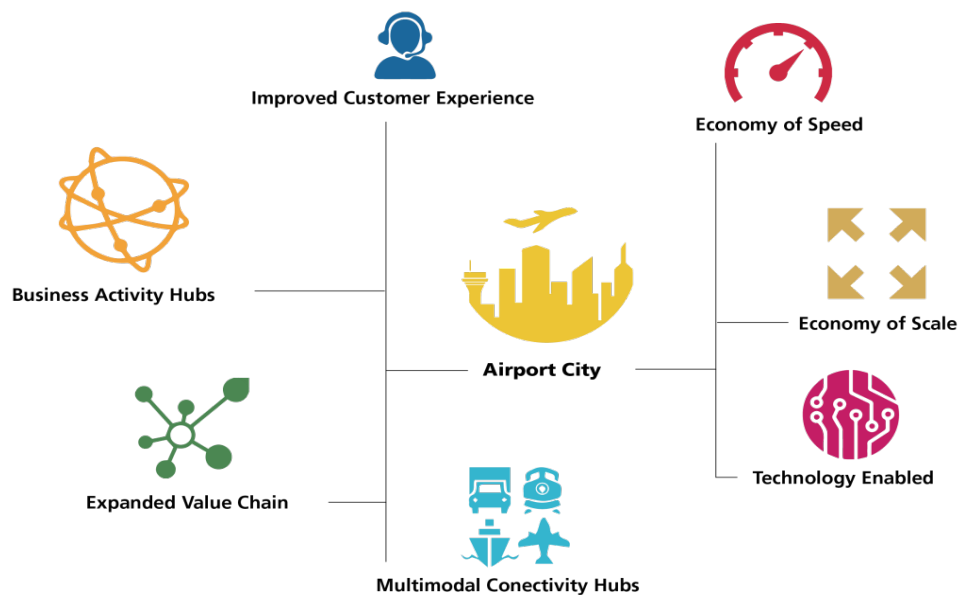 Improved Customer Experience
Economy of Speed
Business Activity Hubs
Economy of Scale
Airport City
Technology Enabled
Expanded Value Chain
Multimodal Conectivity Hubs